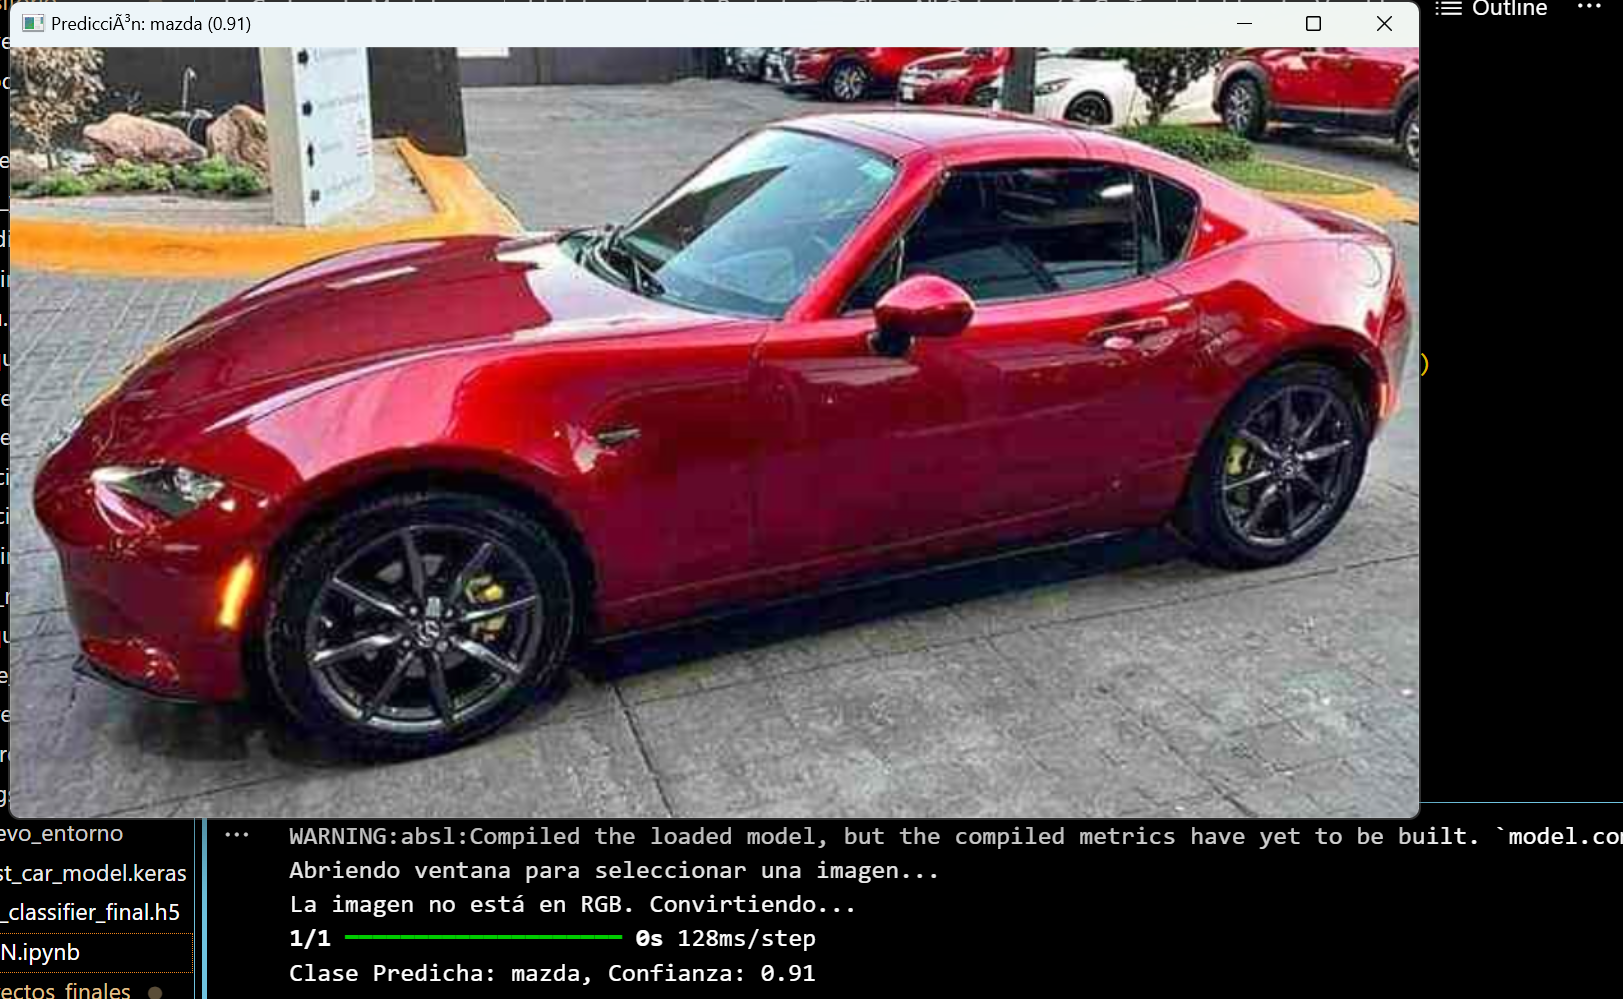 PredicciÃ³n: mazda (0.91)
Outline
)
evo_entorno
st_car_model.keras
_classifier_final.h5
N.ipynb
ectos_finales
WARNING:absl:Compiled the loaded model, but the compiled metrics have yet to be built. `model.co
Abriendo ventana para seleccionar una imagen...
La imagen no está en RGB. Convirtiendo...
1/1 0s 128ms/step
Clase Predicha: mazda, Confianza: 0.91